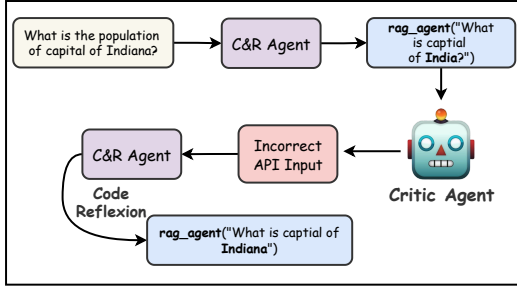 What is the population
of capital of Indiana?
C&R Agent
rag_agent("What
is captial
of India?")
Critic Agent
Incorrect
API Input
C&R Agent
Code
Reflexion
rag_agent("What is captial of
Indiana")